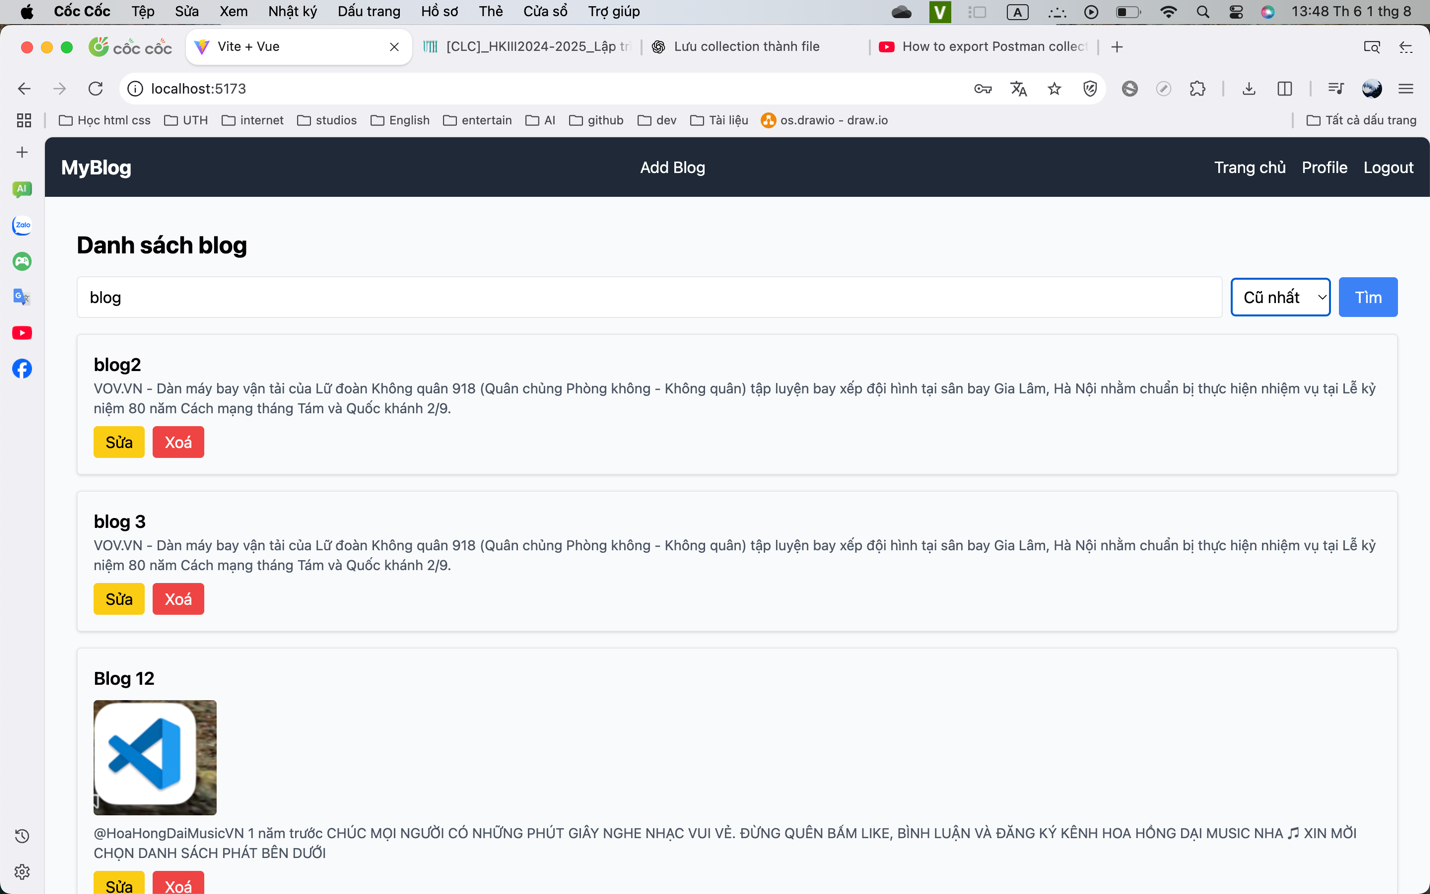 Cốc Cốc Tệp Sửa Xem Nhật ký Dấu trang Hồ sơ Thẻ Cửa sổ Trợ giúp V A 13:48 Th 6 1 thg 8
cốc cốc Vite + Vue [CLC]_HKIII2024-2025_Lập tr Lưu collection thành file How to export Postman collec
localhost:5173
Học html css UTH internet studios English entertain AI github dev Tài liệu os.drawio - draw.io Tất cả dấu trang
AI
Zalo
MyBlog Add Blog Trang chủ Profile Logout
Danh sách blog
blog Cũ nhất Tìm
blog2
VOV.VN - Dàn máy bay vận tải của Lữ đoàn Không quân 918 (Quân chủng Phòng không - Không quân) tập luyện bay xếp đội hình tại sân bay Gia Lâm, Hà Nội nhằm chuẩn bị thực hiện nhiệm vụ tại Lễ kỷ
niệm 80 năm Cách mạng tháng Tám và Quốc khánh 2/9.
Sửa Xoá
blog 3
VOV.VN - Dàn máy bay vận tải của Lữ đoàn Không quân 918 (Quân chủng Phòng không - Không quân) tập luyện bay xếp đội hình tại sân bay Gia Lâm, Hà Nội nhằm chuẩn bị thực hiện nhiệm vụ tại Lễ kỷ
niệm 80 năm Cách mạng tháng Tám và Quốc khánh 2/9.
Sửa Xoá
Blog 12
@HoaHongDaiMusicVN 1 năm trước CHÚC MỌI NGƯỜI CÓ NHỮNG PHÚT GIÂY NGHE NHẠC VUI VẺ. ĐỪNG QUÊN BẤM LIKE, BÌNH LUẬN VÀ ĐĂNG KÝ KÊNH HOA HỒNG DẠI MUSIC NHA 🎵 XIN MỜI
CHỌN DANH SÁCH PHÁT BÊN DƯỚI
Sửa Xoá